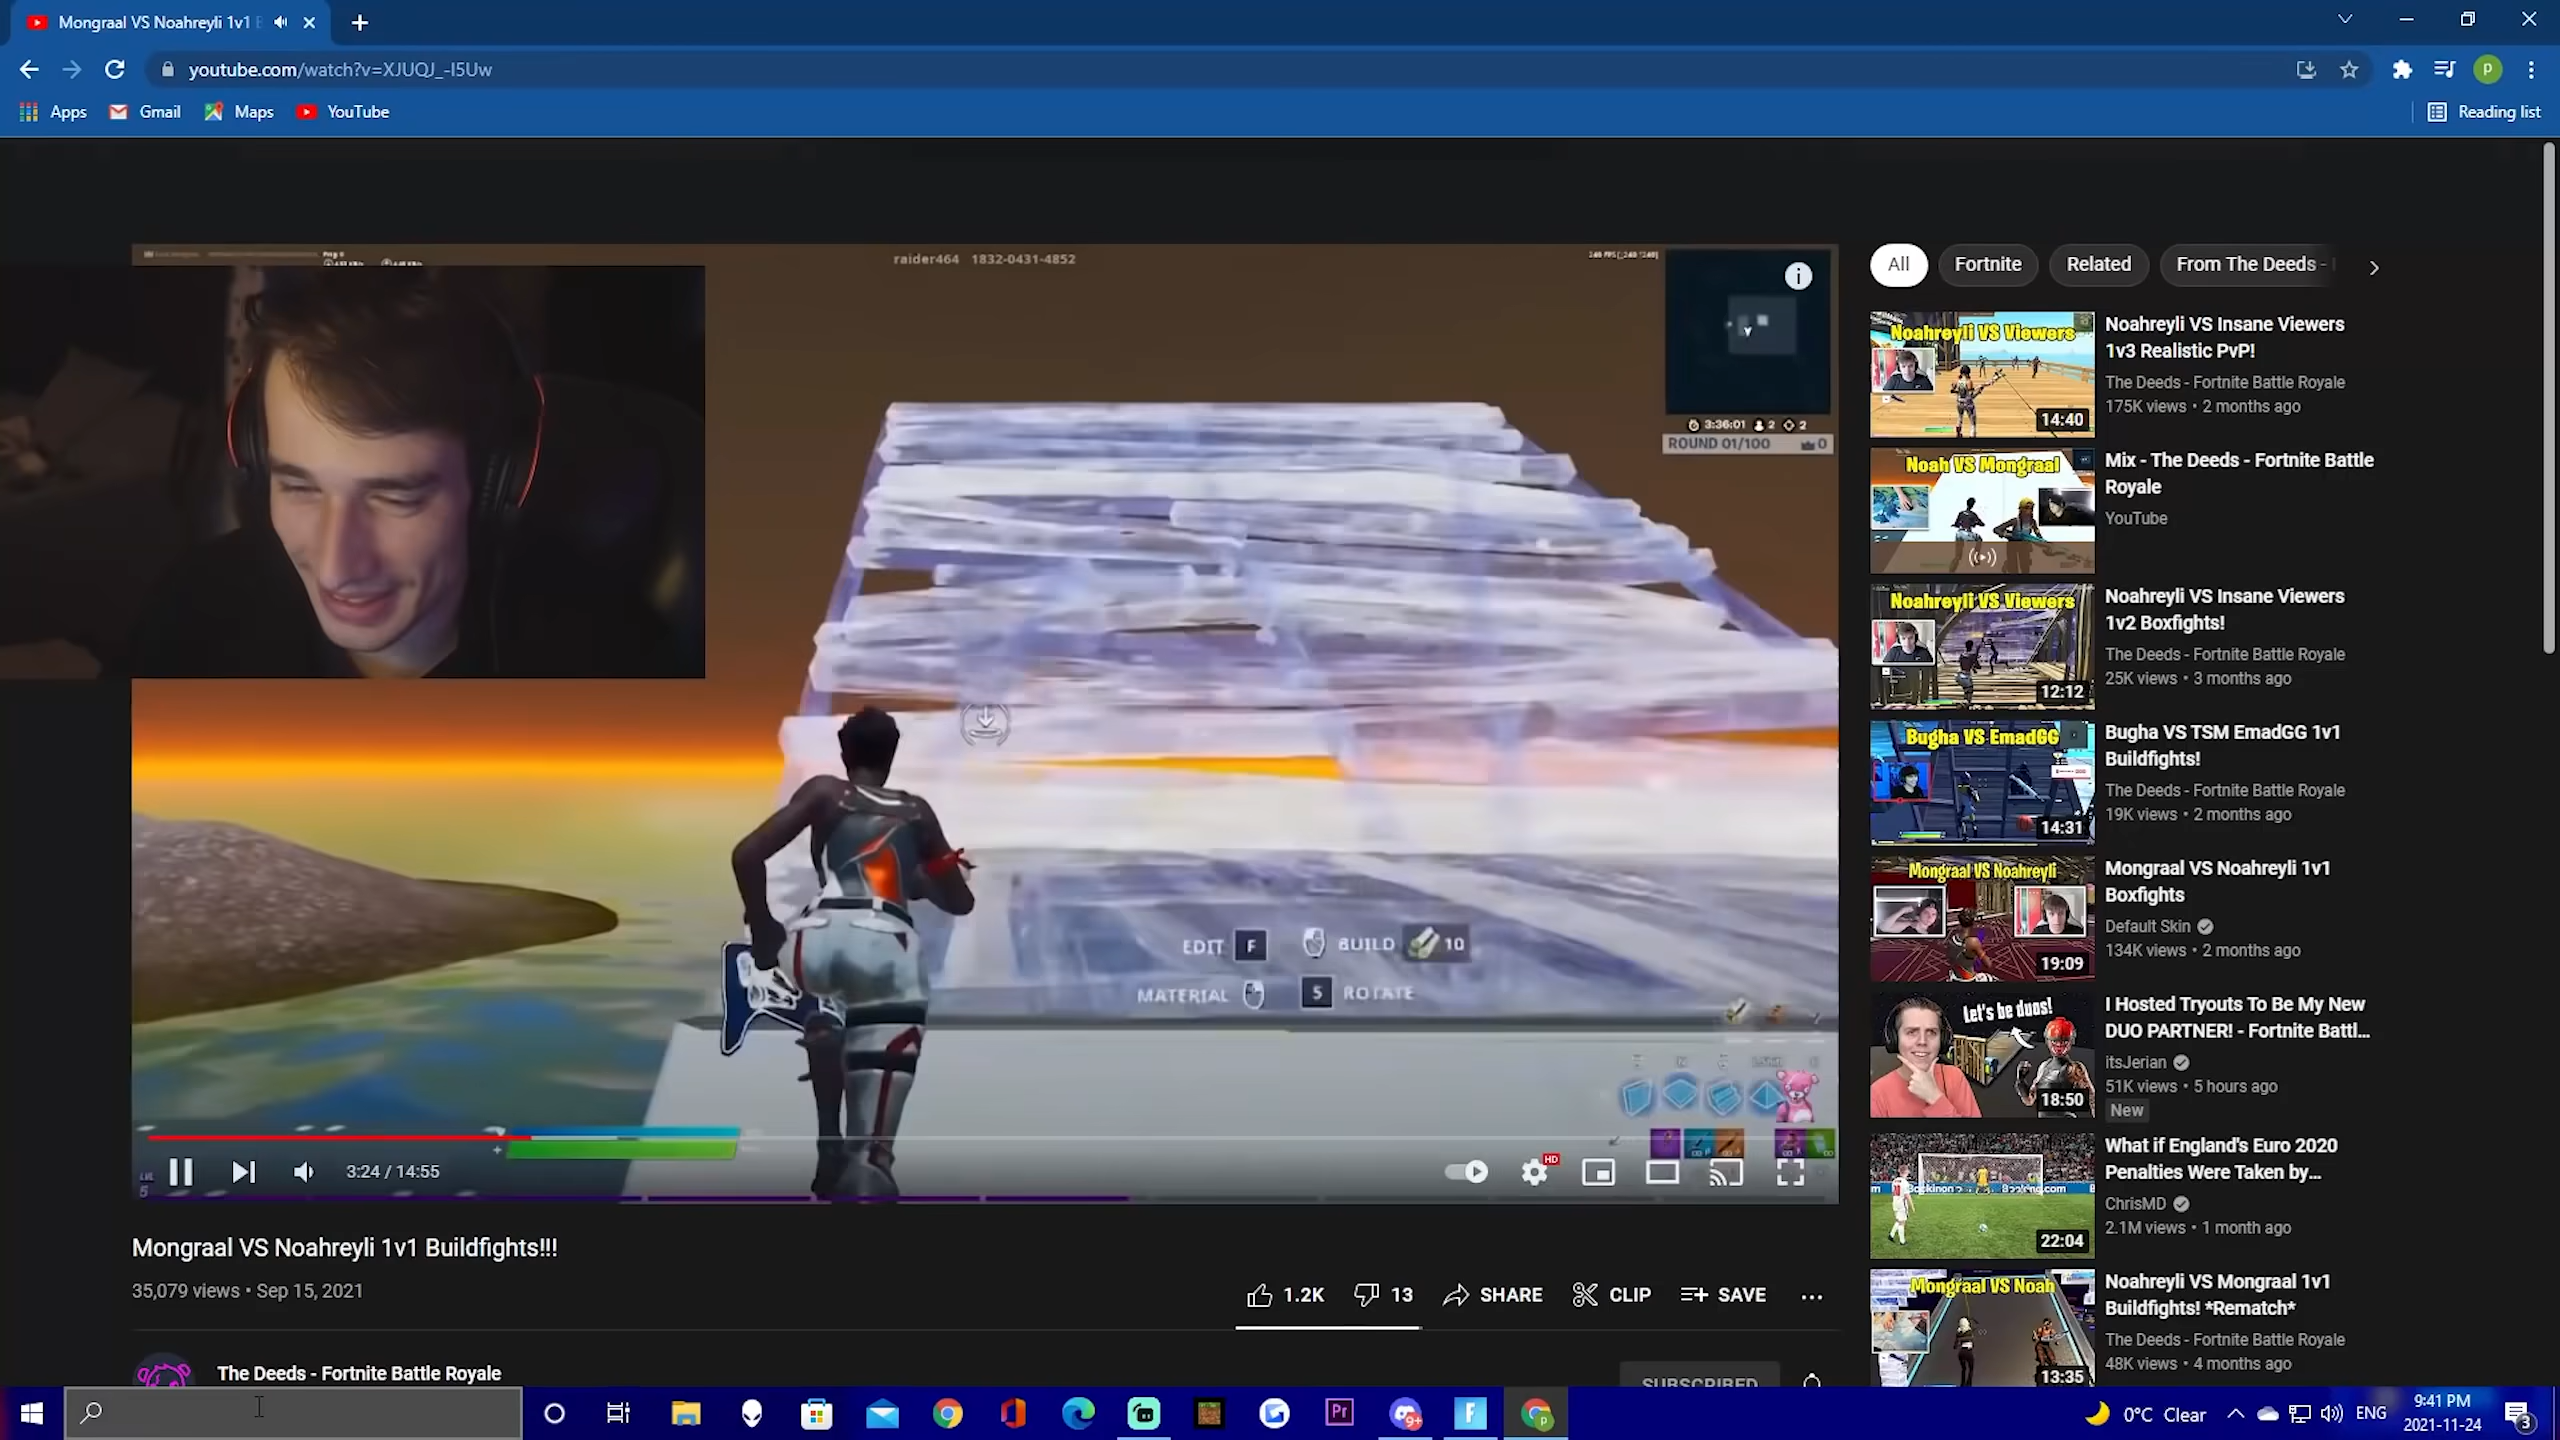 Mongraal VS Noahreyli 1v1
youtube.com/watch?v=XJUQJ_-I5Uw
Apps
Gmail
Maps
YouTube
Reading list
raider464 1832-0431-4852
3:36:01 2 2
ROUND 01/100 0
EDIT F BUILD 10
MATERIAL 5 ROTATE
3:24 / 14:55
HD
Mongraal VS Noahreyli 1v1 Buildfights!!!
35,079 views • Sep 15, 2021
1.2K
13
SHARE
CLIP
SAVE
The Deeds - Fortnite Battle Royale
SUBSCRIBED
All
Fortnite
Related
From The Deeds -
Noahreyli VS Viewers
14:40
Noahreyli VS Insane Viewers
1v3 Realistic PvP!
The Deeds - Fortnite Battle Royale
175K views • 2 months ago
Noah VS Mongraal
Mix - The Deeds - Fortnite Battle
Royale
YouTube
Noahreyli VS Viewers
12:12
Noahreyli VS Insane Viewers
1v2 Boxfights!
The Deeds - Fortnite Battle Royale
25K views • 3 months ago
Bugha VS EmadGG
14:31
Bugha VS TSM EmadGG 1v1
Buildfights!
The Deeds - Fortnite Battle Royale
19K views • 2 months ago
Mongraal VS Noahreyli
19:09
Mongraal VS Noahreyli 1v1
Boxfights
Default Skin
134K views • 2 months ago
Let's be duos!
18:50
I Hosted Tryouts To Be My New
DUO PARTNER! - Fortnite Battl...
itsJerian
51K views • 5 hours ago
New
Booking.com
22:04
What if England's Euro 2020
Penalties Were Taken by...
ChrisMD
2.1M views • 1 month ago
Mongraal VS Noah
13:35
Noahreyli VS Mongraal 1v1
Buildfights! *Rematch*
The Deeds - Fortnite Battle Royale
48K views • 4 months ago
0°C Clear
ENG
9:41 PM
2021-11-24
3